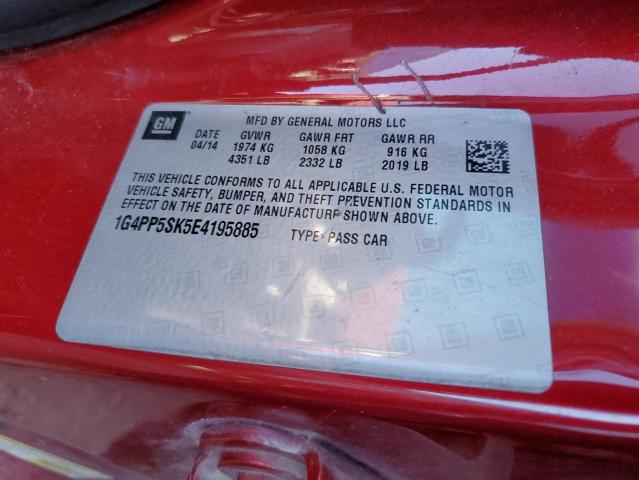 GM
MFD BY GENERAL MOTORS LLC
DATE GVWR GAWR FRT GAWR RR
04/14 1974 KG 1058 KG 916 KG
4351 LB 2332 LB 2019 LB
THIS VEHICLE CONFORMS TO ALL APPLICABLE U.S. FEDERAL MOTOR
VEHICLE SAFETY, BUMPER, AND THEFT PREVENTION STANDARDS IN
EFFECT ON THE DATE OF MANUFACTURE SHOWN ABOVE.
1G4PP5SK5E4195885 TYPE: PASS CAR